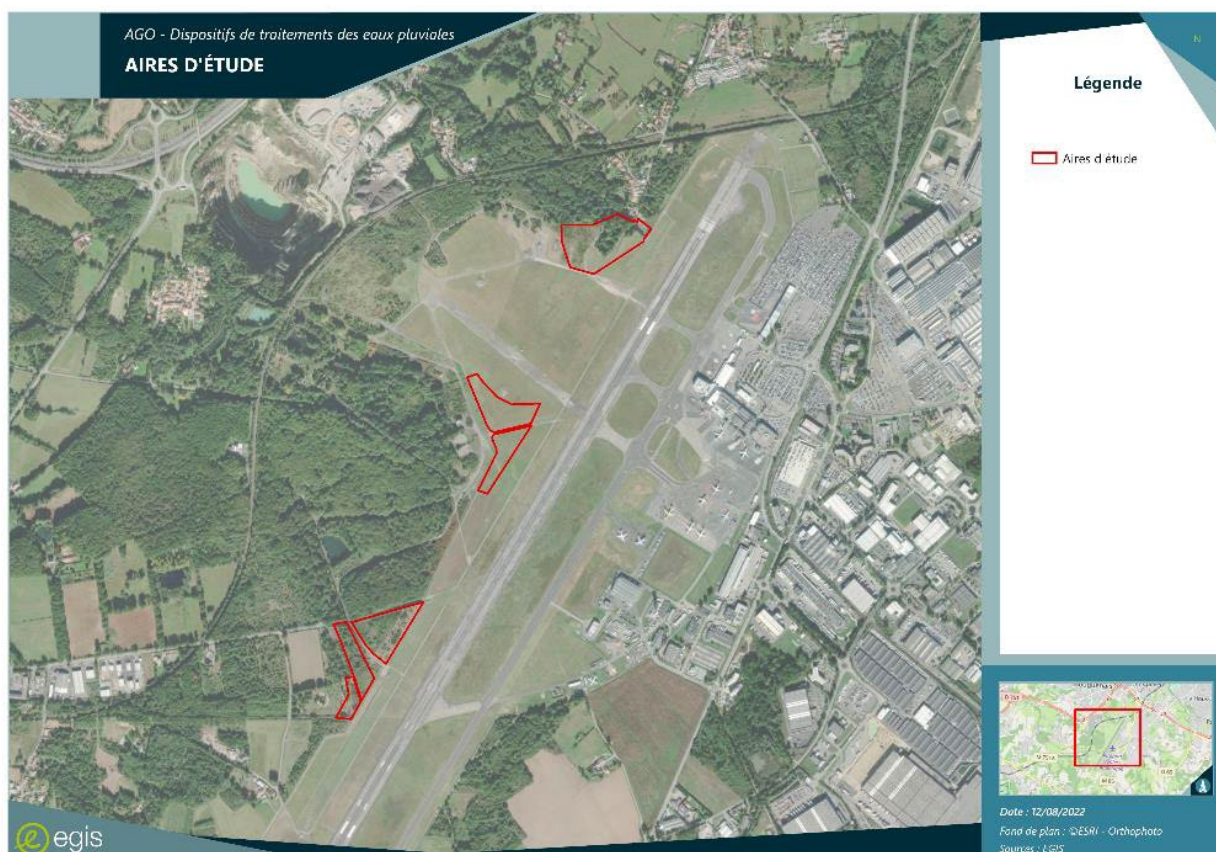 AGO - Dispositifs de traitements des eaux pluviales
AIRES D'ÉTUDE
N
Légende
Aires d'étude
Date : 12/08/2022
Fond de plan : ©ESRI - Orthophoto
Sources : EGIS
egis